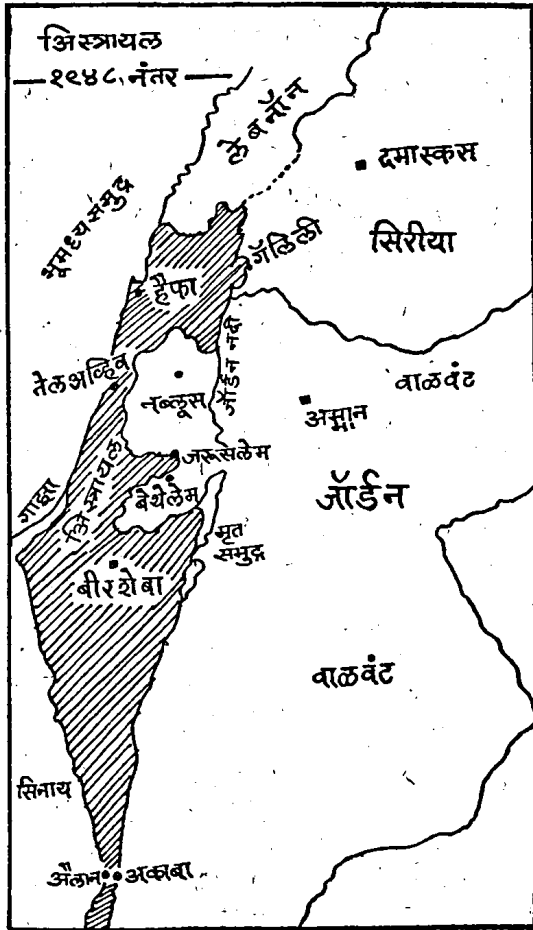 अिस्त्रायल
१९४८ नंतर
लेबनॉन
दमास्कस
भूमध्य समुद्र
सिरीया
गॅलिली
हैफा
जॉर्डन नदी
तेलअव्हिव
वाळवंट
नब्लूस
अम्मान
जरूसलेम
अिस्त्रायल
जॉर्डन
गाझा
बेथेलेम
मृत
समुद्र
बीरशेबा
वाळवंट
सिनाय
अैलान
अकाबा